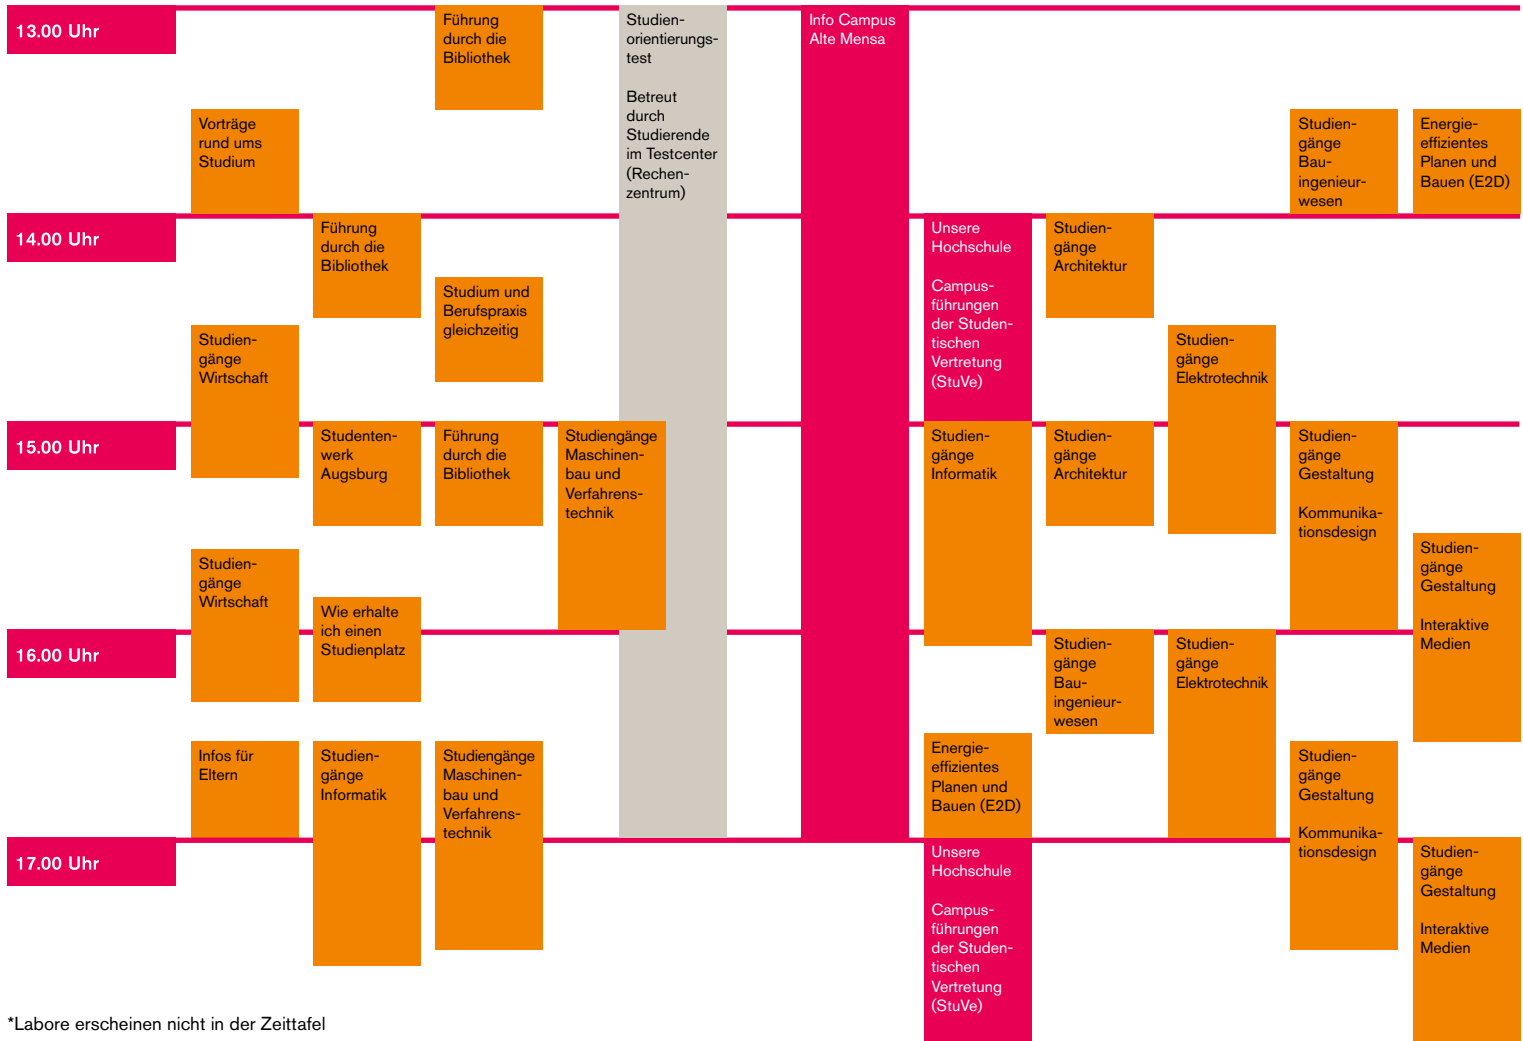 13.00 Uhr
Führung
durch die
Bibliothek
Studien-
orientierungs-
test
Betreut
durch
Studierende
im Testcenter
(Rechen-
zentrum)
Info Campus
Alte Mensa
Vorträge
rund ums
Studium
Studien-
gänge
Bau-
ingenieur-
wesen
Energie-
effizientes
Planen und
Bauen (E2D)
14.00 Uhr
Führung
durch die
Bibliothek
Studium und
Berufspraxis
gleichzeitig
Studien-
gänge
Wirtschaft
Unsere
Hochschule
Campus-
führungen
der Studen-
tischen
Vertretung
(StuVe)
Studien-
gänge
Architektur
Studien-
gänge
Elektrotechnik
15.00 Uhr
Studenten-
werk
Augsburg
Führung
durch die
Bibliothek
Studiengänge
Maschinen-
bau und
Verfahrens-
technik
Studien-
gänge
Informatik
Studien-
gänge
Architektur
Studien-
gänge
Gestaltung
Kommunika-
tionsdesign
Studien-
gänge
Gestaltung
Interaktive
Medien
Studien-
gänge
Wirtschaft
Wie erhalte
ich einen
Studienplatz
16.00 Uhr
Studien-
gänge
Bau-
ingenieur-
wesen
Studien-
gänge
Elektrotechnik
Infos für
Eltern
Studien-
gänge
Informatik
Studiengänge
Maschinen-
bau und
Verfahrens-
technik
Energie-
effizientes
Planen und
Bauen (E2D)
Studien-
gänge
Gestaltung
Kommunika-
tionsdesign
17.00 Uhr
Unsere
Hochschule
Campus-
führungen
der Studen-
tischen
Vertretung
(StuVe)
Studien-
gänge
Gestaltung
Interaktive
Medien
*Labore erscheinen nicht in der Zeittafel